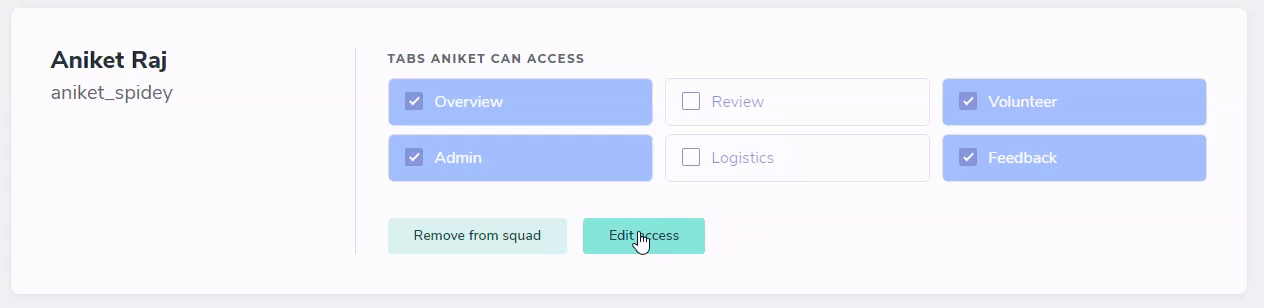 Aniket Raj
aniket_spidey
TABS ANIKET CAN ACCESS
Overview
Review
Volunteer
Admin
Logistics
Feedback
Remove from squad
Edit access